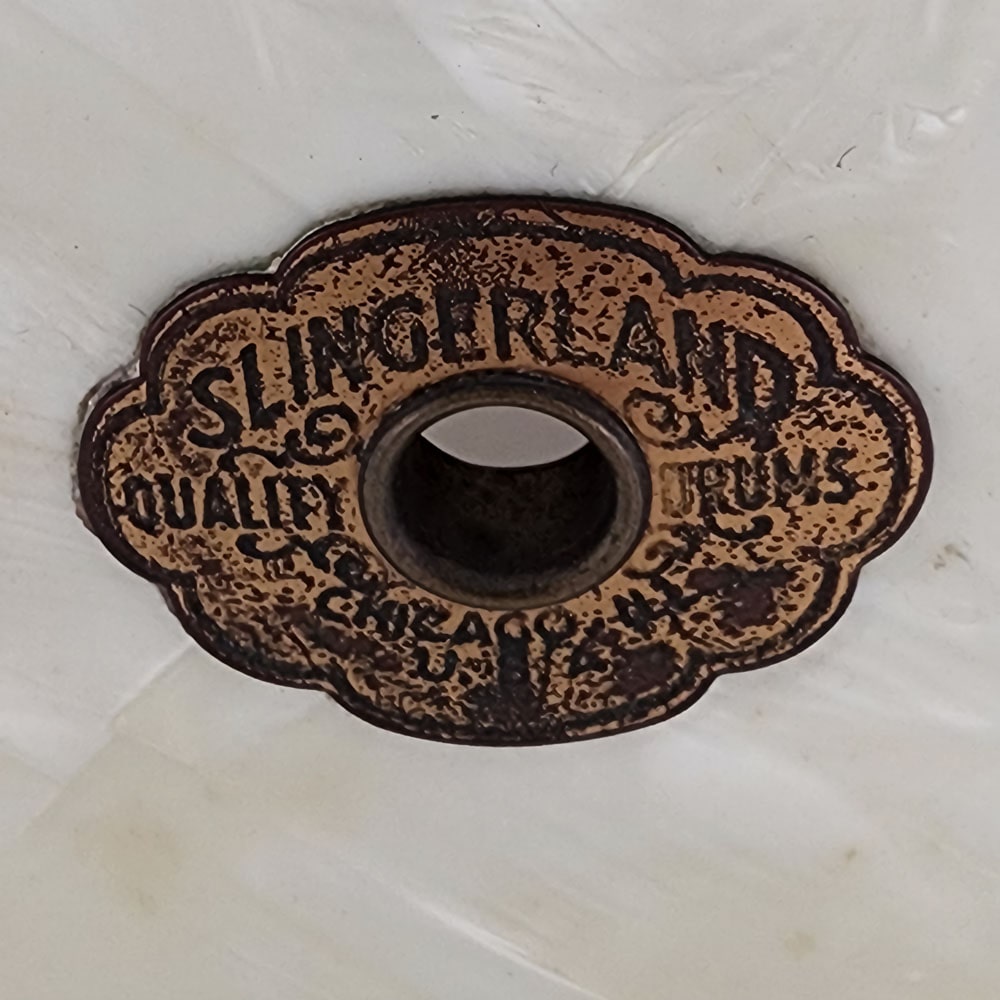 SLINGERLAND
QUALITY DRUMS
CHICAGO, ILL.
U.S.A.